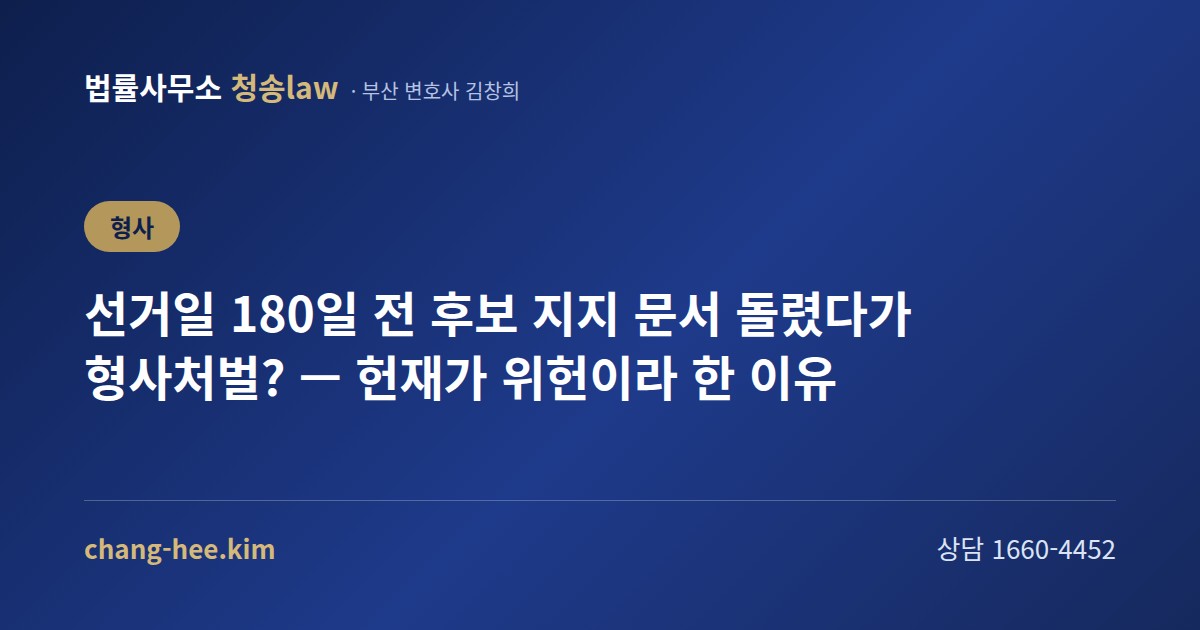 법률사무소 청송law · 부산 변호사 김창희
형사
선거일 180일 전 후보 지지 문서 돌렸다가
형사처벌? — 헌재가 위헌이라 한 이유
chang-hee.kim
상담 1660-4452